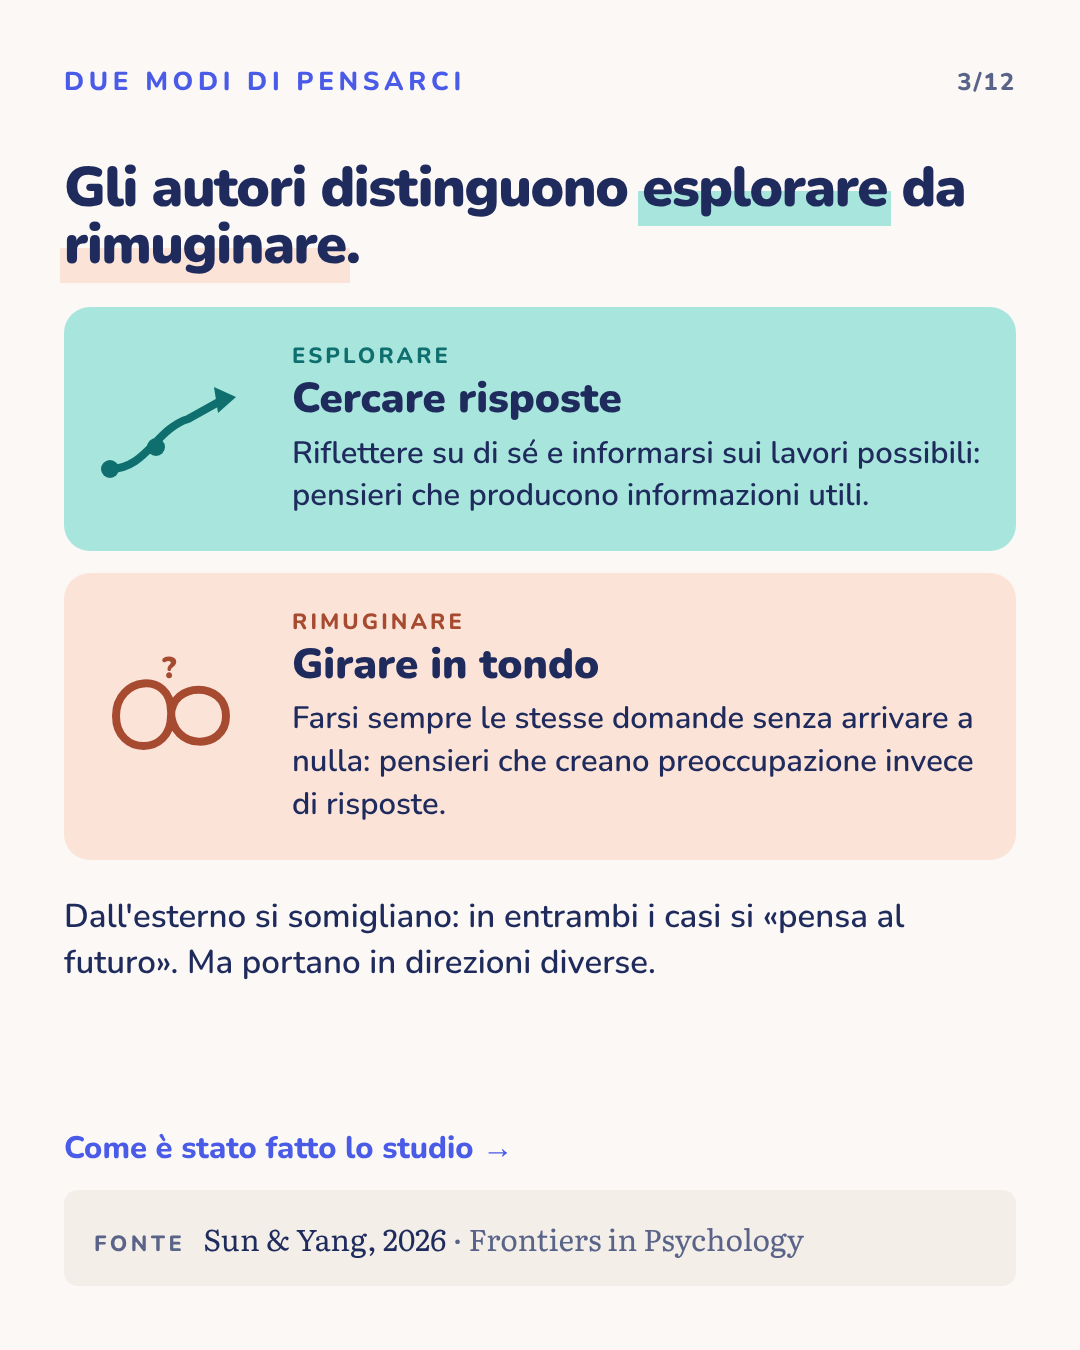 DUE MODI DI PENSARCI
3/12
Gli autori distinguono esplorare da
rimuginare.
ESPLORARE
Cercare risposte
Riflettere su di sé e informarsi sui lavori possibili:
pensieri che producono informazioni utili.
?
RIMUGINARE
Girare in tondo
Farsi sempre le stesse domande senza arrivare a
nulla: pensieri che creano preoccupazione invece
di risposte.
Dall'esterno si somigliano: in entrambi i casi si «pensa al
futuro». Ma portano in direzioni diverse.
Come è stato fatto lo studio →
FONTE Sun & Yang, 2026 · Frontiers in Psychology